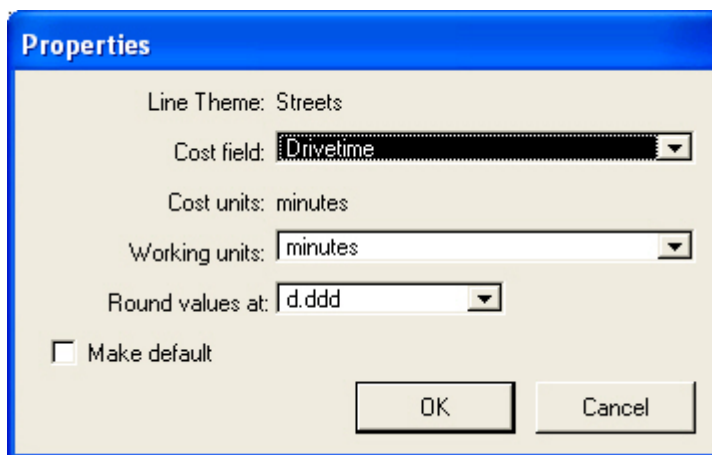 Properties
Line Theme: Streets
Cost field: Drivetime
Cost units: minutes
Working units: minutes
Round values at: d.ddd
Make default
OK Cancel